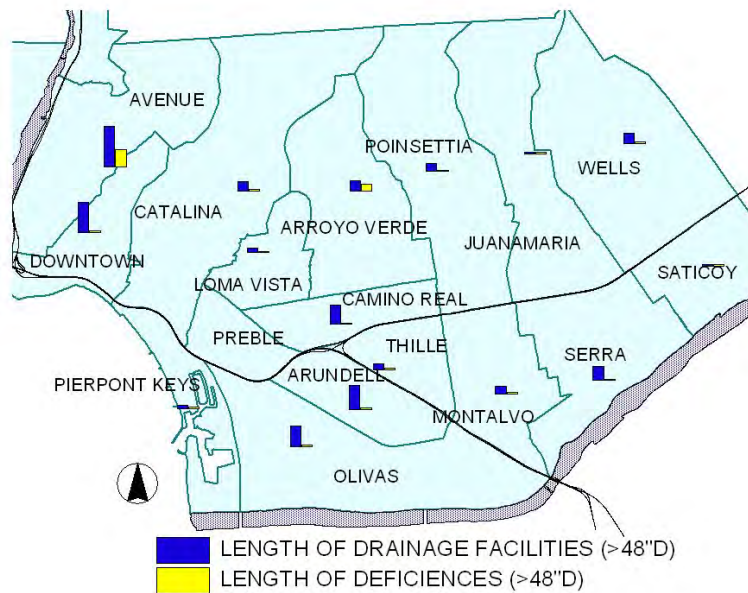 AVENUE
POINSETTIA
WELLS
CATALINA
ARROYO VERDE
JUANAMARIA
DOWNTOWN
LOMA VISTA
SATICOY
CAMINO REAL
PREBLE
THILLE
SERRA
ARUNDELL
PIERPONT KEYS
MONTALVO
OLIVAS
LENGTH OF DRAINAGE FACILITIES (>48"D)
LENGTH OF DEFICIENCES (>48"D)